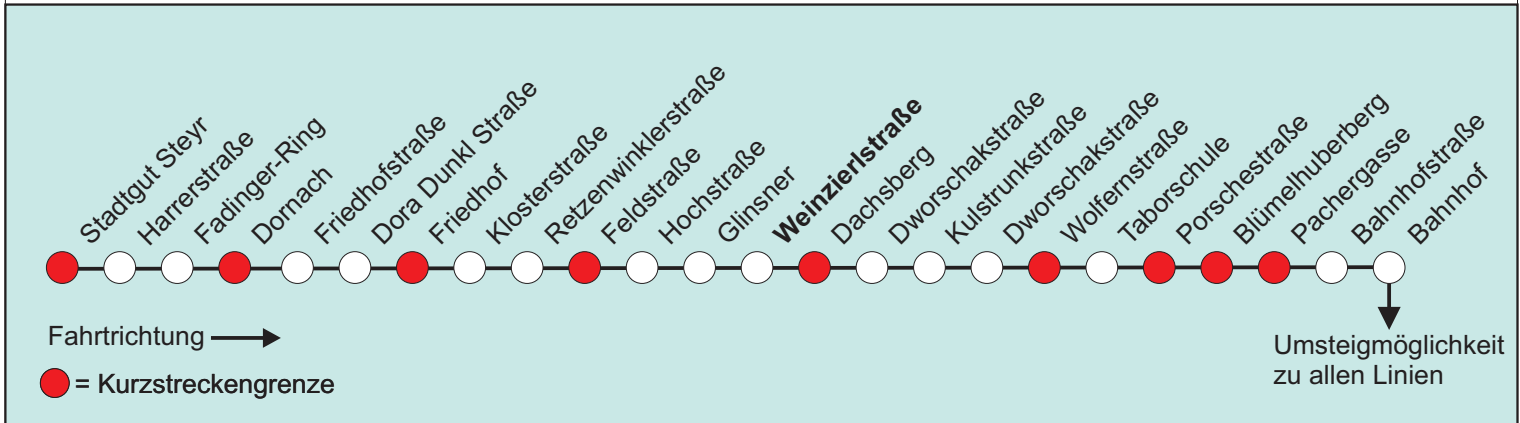 Stadtgut Steyr
Harrerstraße
Fadinger-Ring
Dornach
Friedhofstraße
Dora Dunkl Straße
Friedhof
Klosterstraße
Retzenwinklerstraße
Feldstraße
Hochstraße
Glinsner
Weinzierlstraße
Dachsberg
Dworschakstraße
Kulstrunkstraße
Dworschakstraße
Wolfernstraße
Taborschule
Porschestraße
Blümelhuberberg
Pachergasse
Bahnhofstraße
Bahnhof
Fahrtrichtung
= Kurzstreckengrenze
Umsteigmöglichkeit
zu allen Linien